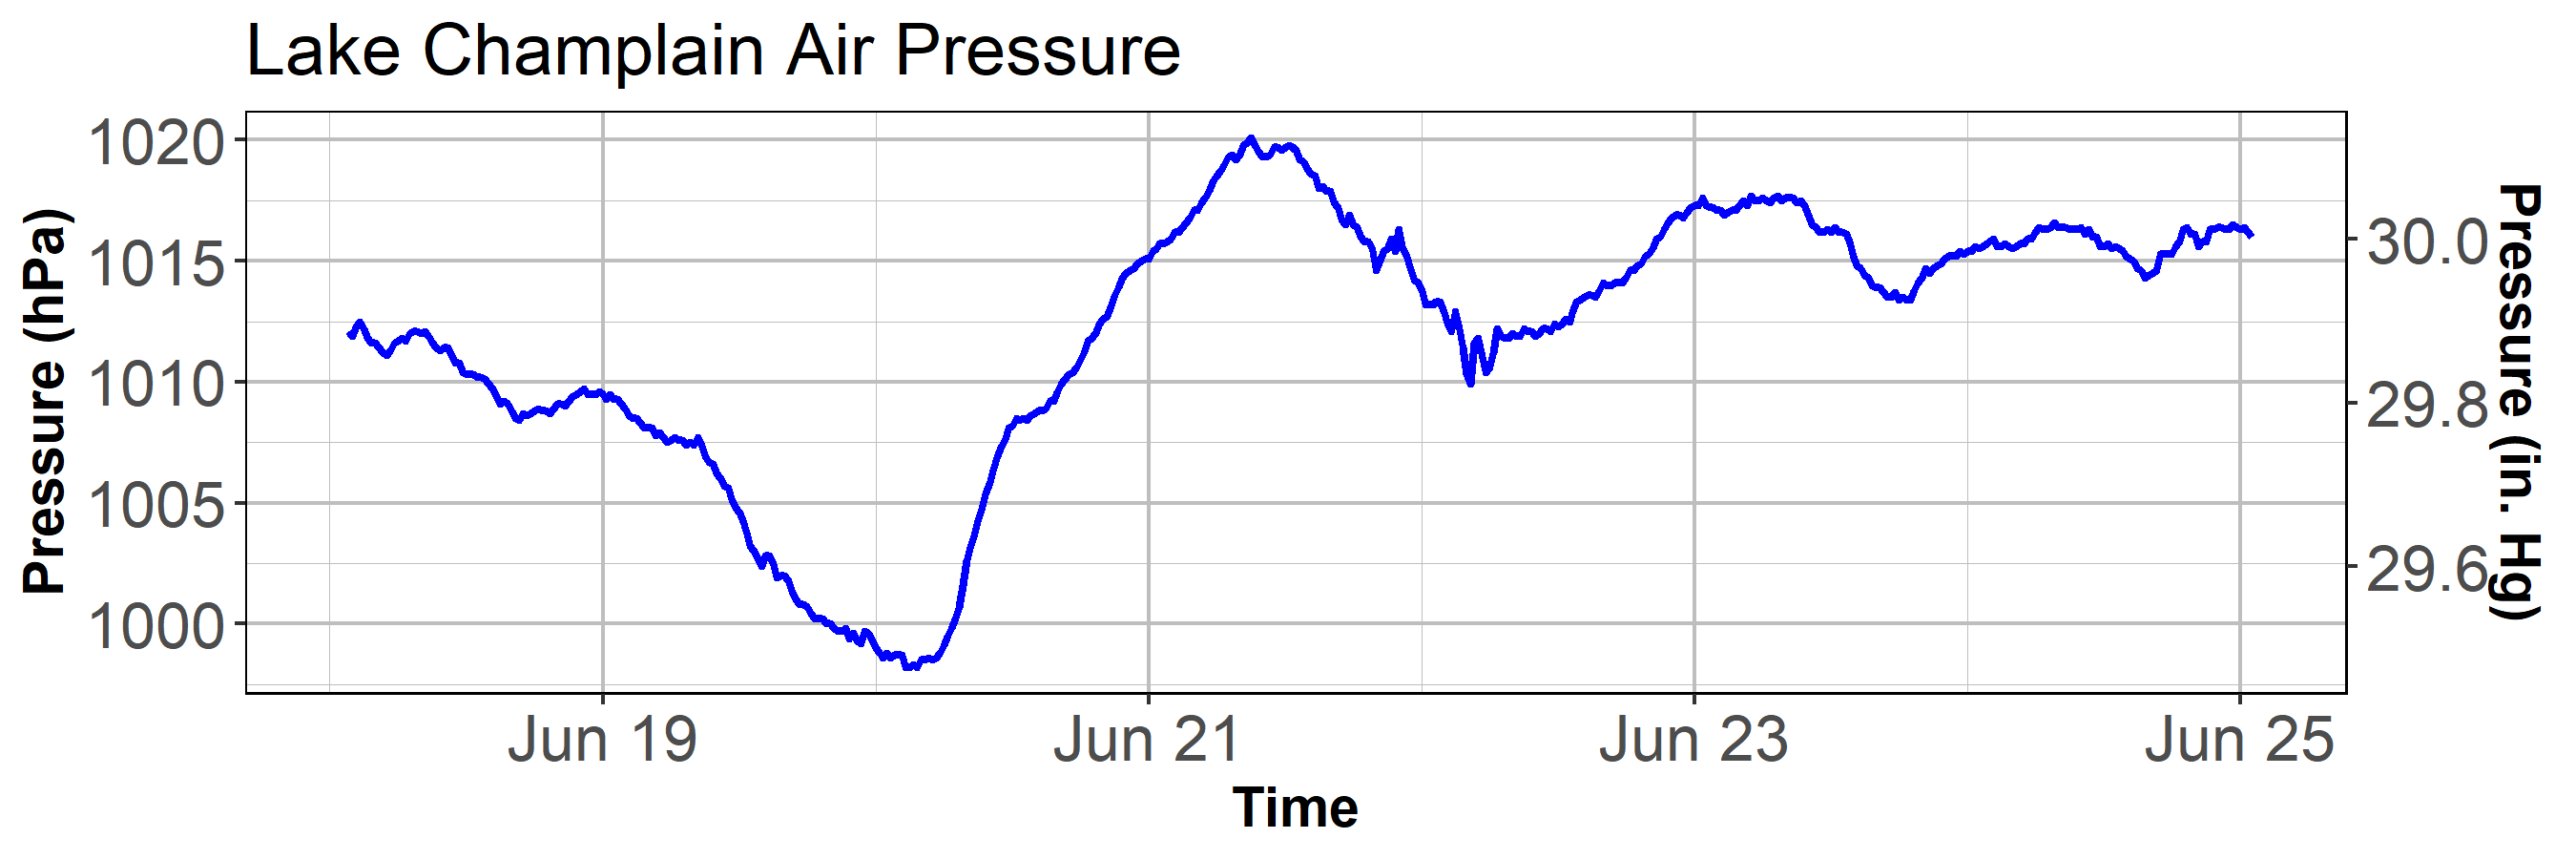 Lake Champlain Air Pressure
Pressure (hPa)
1020
1015
1010
1005
1000
30.0
29.8
29.6
Pressure (in. Hg)
Jun 19
Jun 21
Jun 23
Jun 25
Time